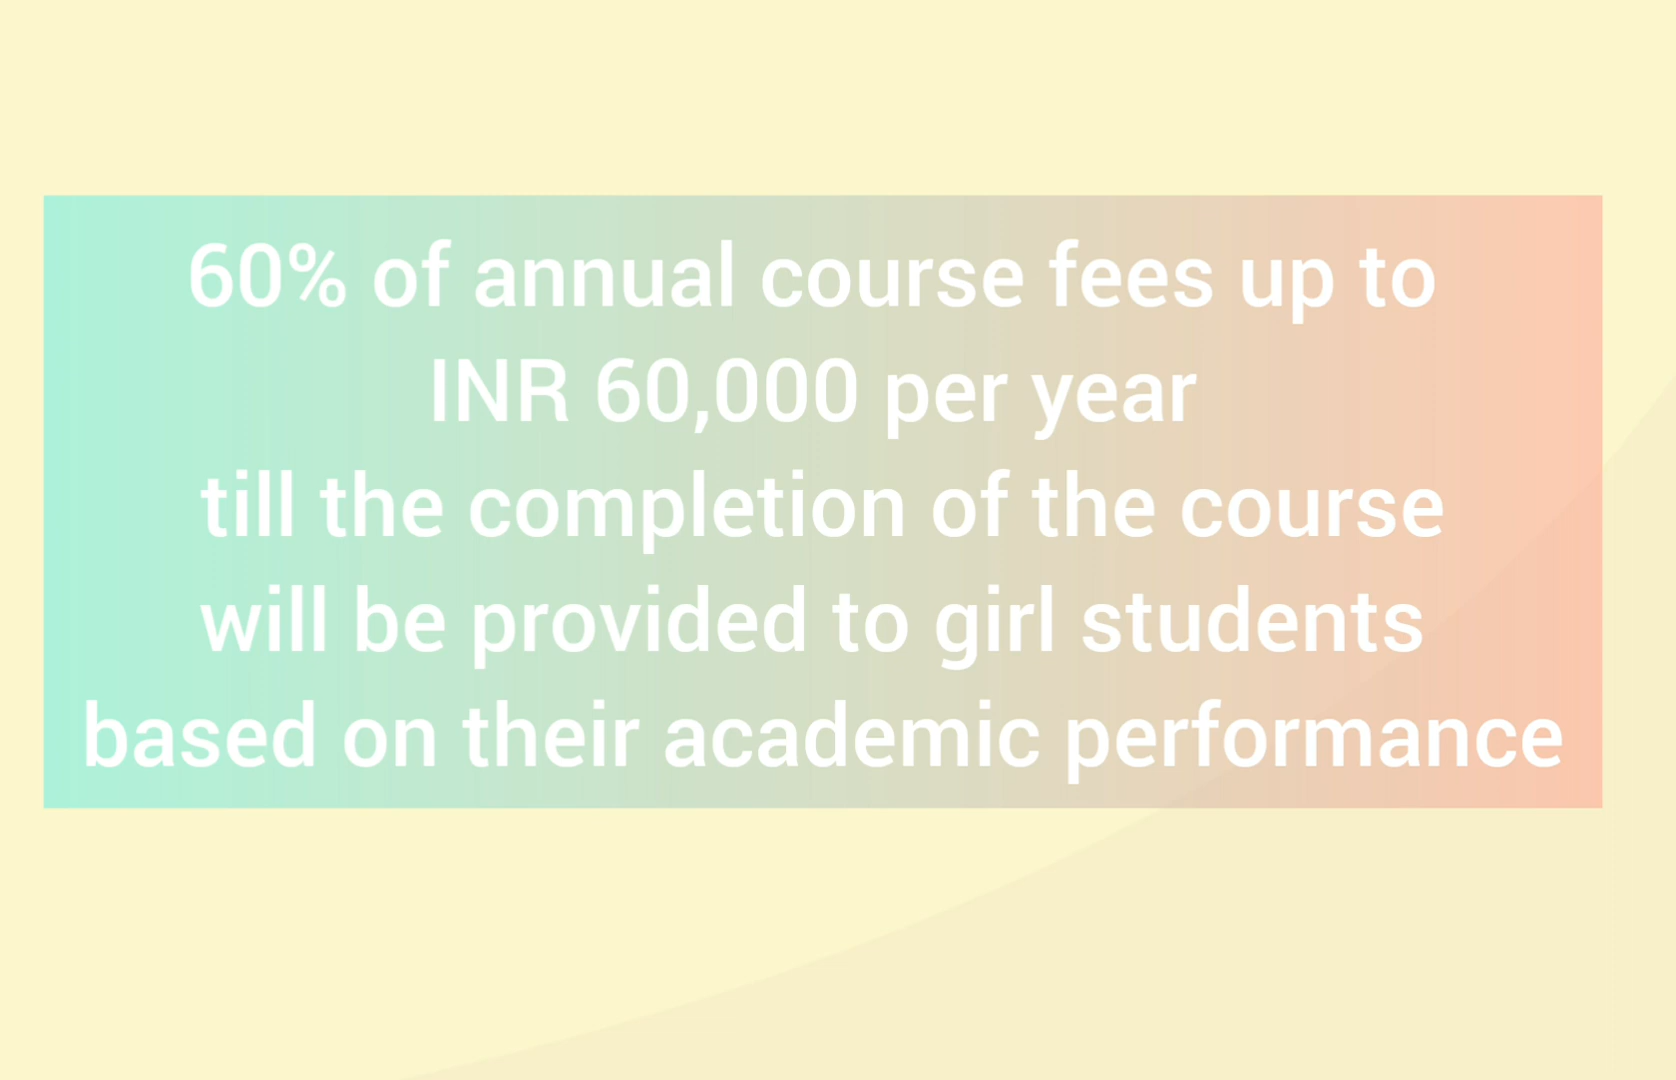 60% of annual course fees up to
INR 60,000 per year
till the completion of the course
will be provided to girl students
based on their academic performance